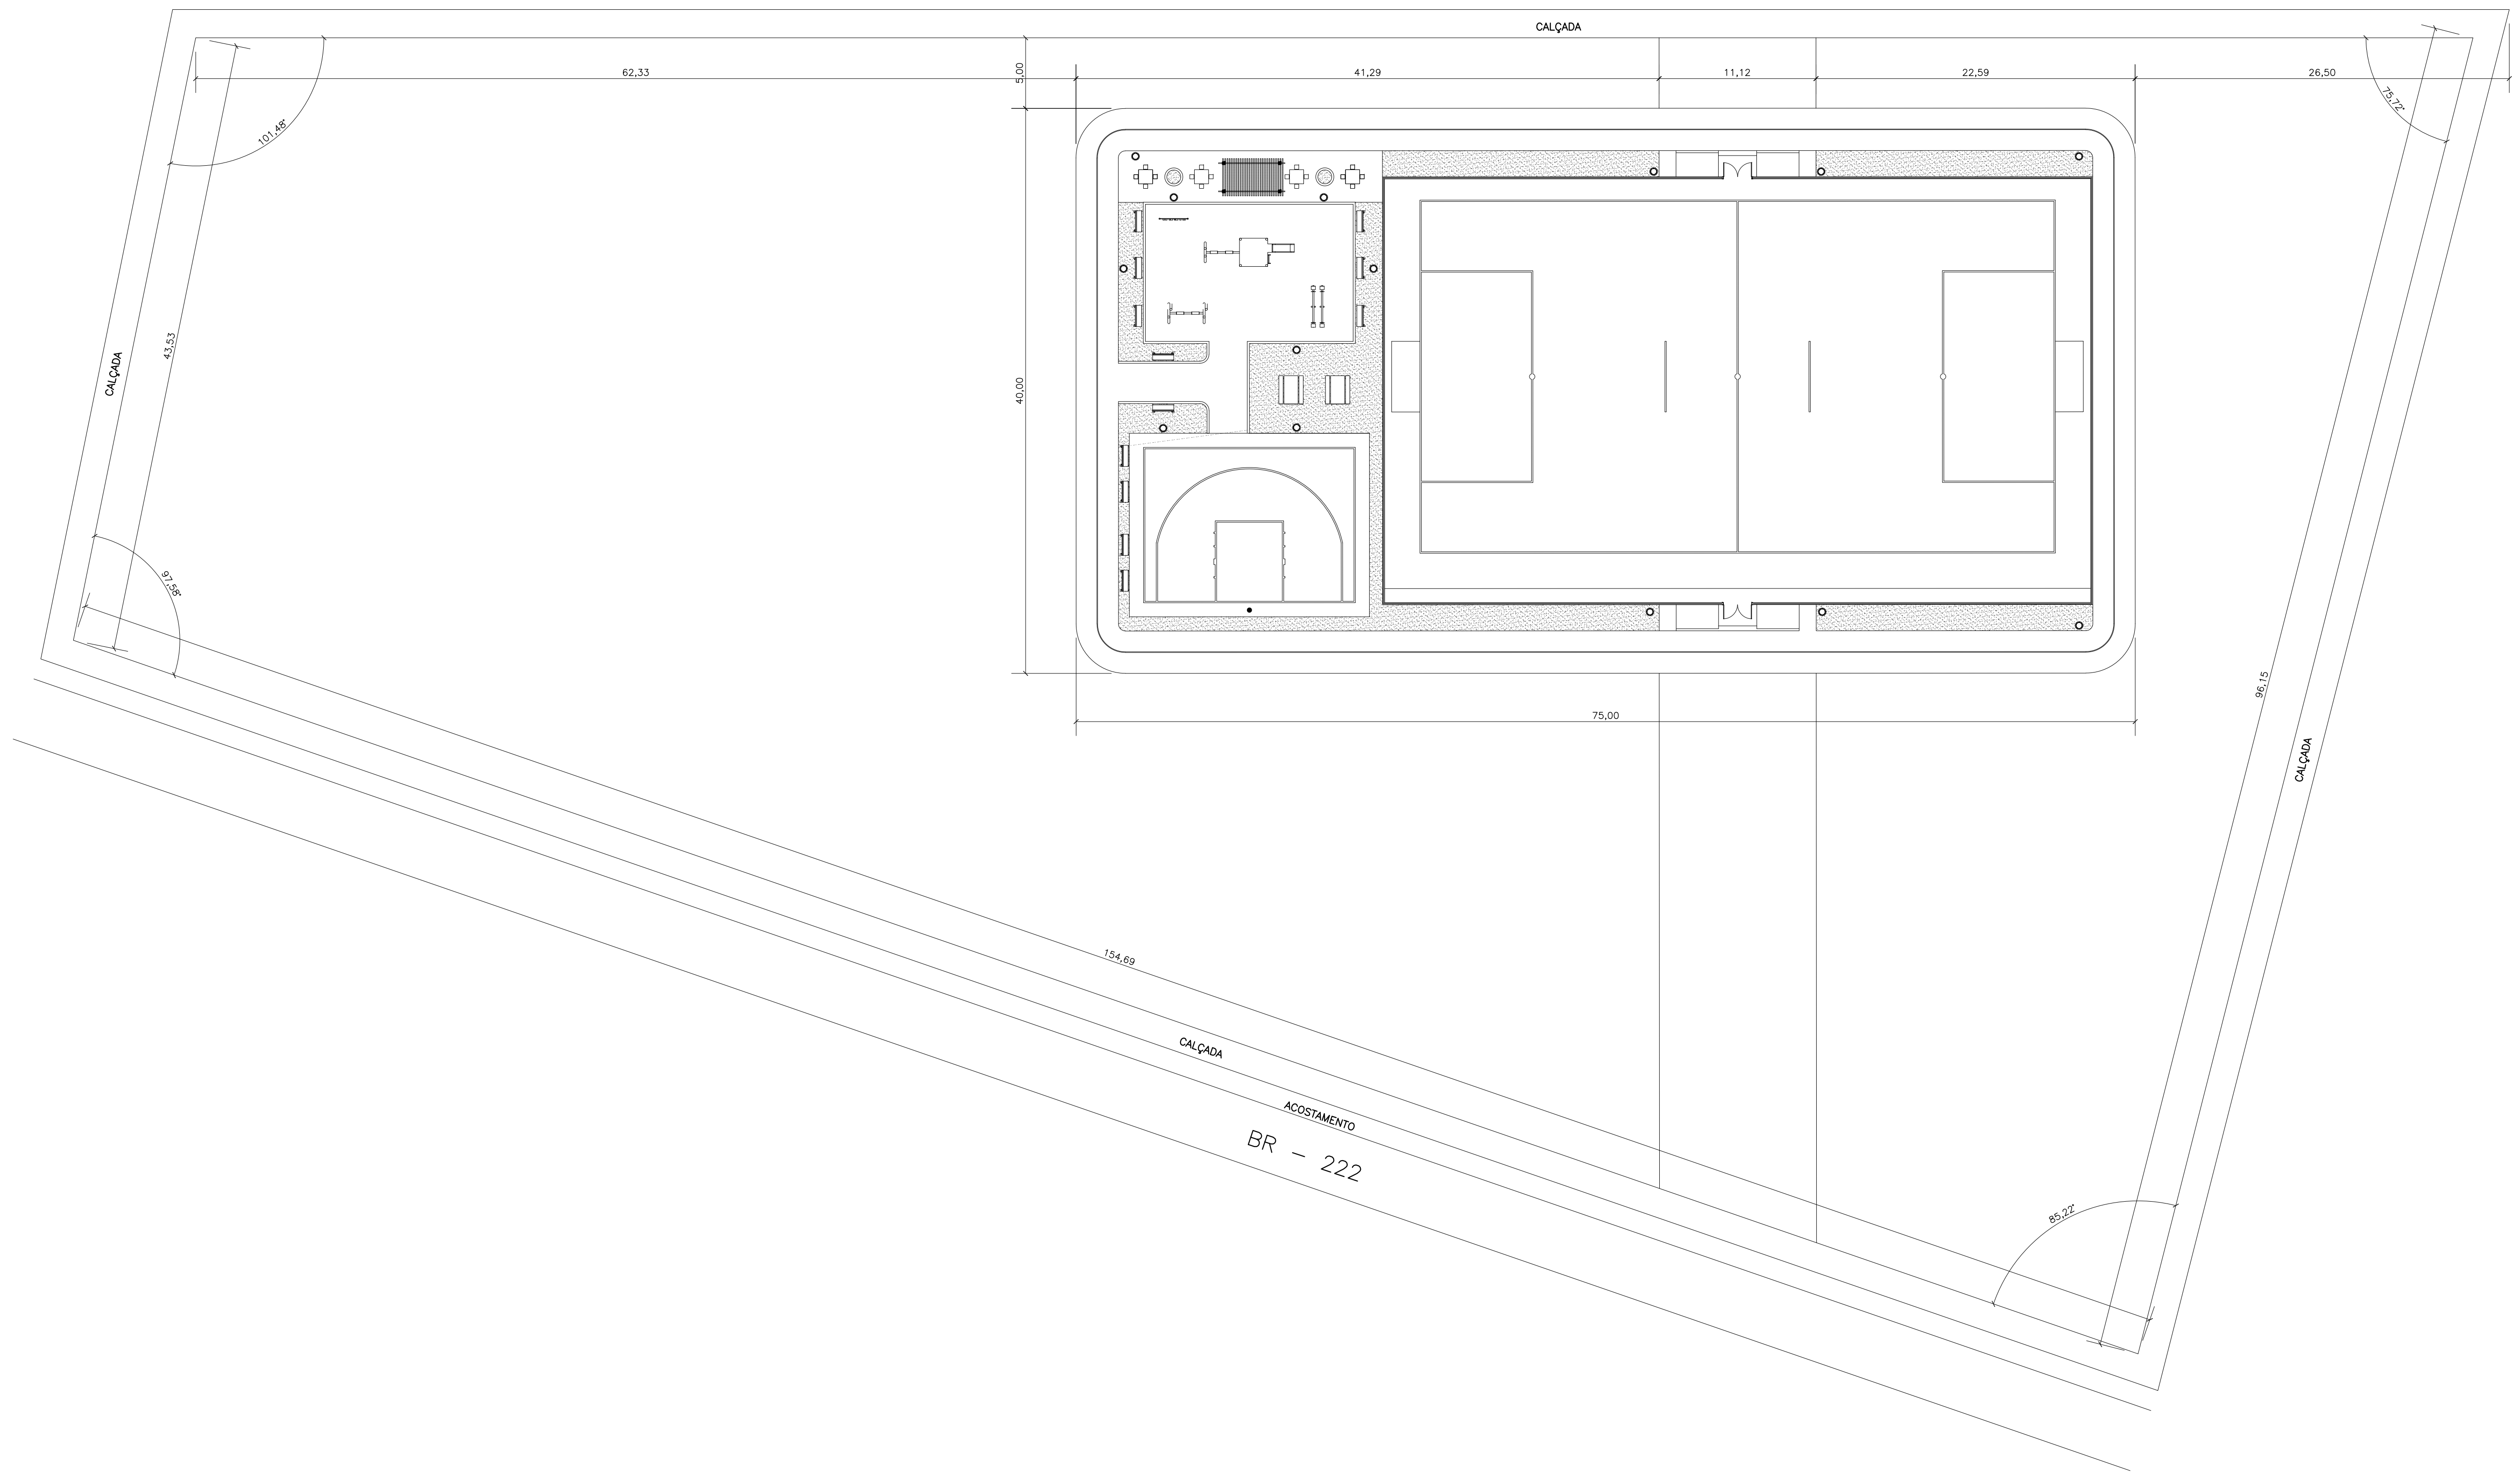 CALÇADA
62,33
5,00
41,29
11,12
22,59
26,50
101,48°
75,72°
43,53
CALÇADA
40,00
97,58°
96,15
75,00
CALÇADA
154,69
CALÇADA
ACOSTAMENTO
BR - 222
85,22°